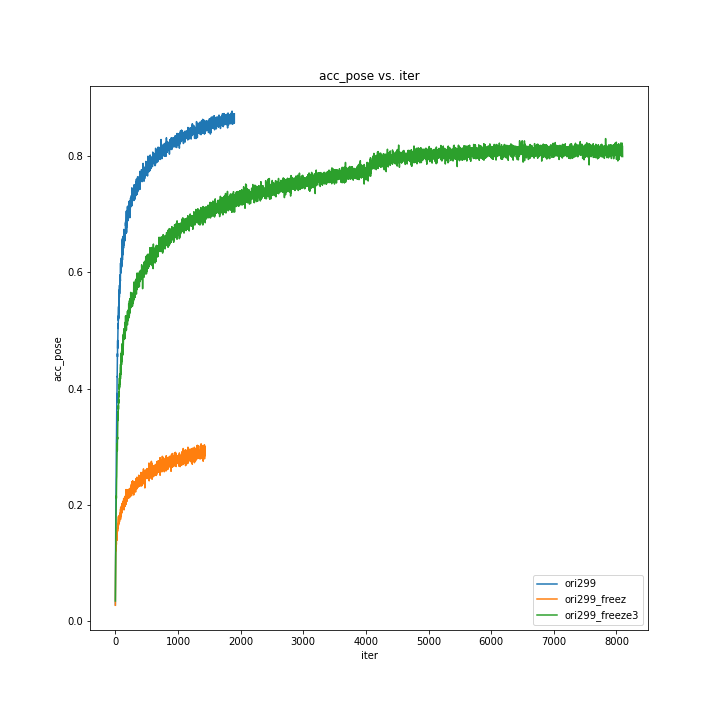 acc_pose vs. iter
acc_pose
0.8
0.6
0.4
0.2
0.0
0 1000 2000 3000 4000 5000 6000 7000 8000
iter
ori299
ori299_freez
ori299_freeze3